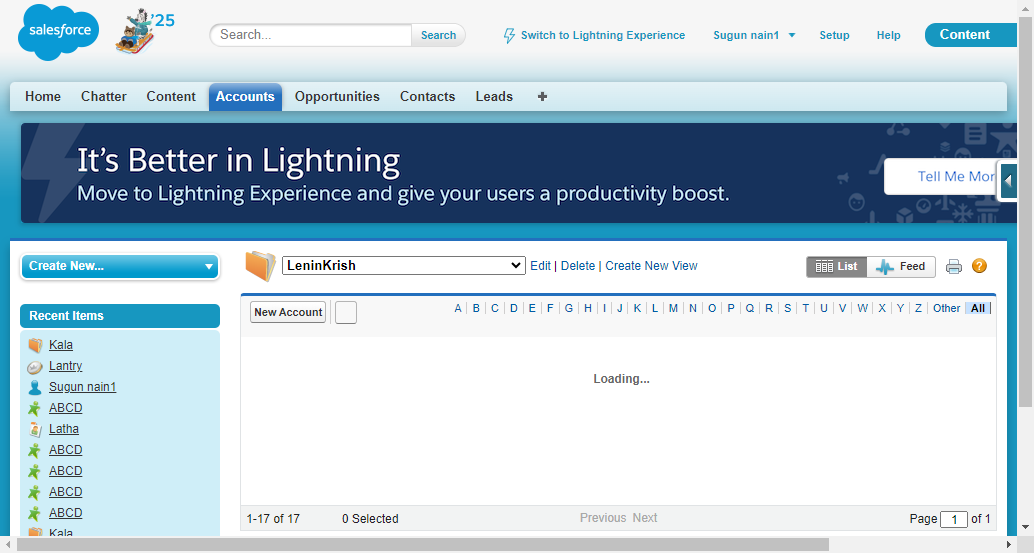 salesforce
'25
Search...
Search
Switch to Lightning Experience
Sugun nain1
Setup
Help
Content
Home
Chatter
Content
Accounts
Opportunities
Contacts
Leads
+
It's Better in Lightning
Move to Lightning Experience and give your users a productivity boost.
Tell Me Mor
Create New...
LeninKrish
Edit | Delete | Create New View
List
Feed
?
Recent Items
New Account
A | B | C | D | E | F | G | H | I | J | K | L | M | N | O | P | Q | R | S | T | U | V | W | X | Y | Z | Other | All
Kala
Lantry
Sugun nain1
ABCD
Latha
ABCD
ABCD
ABCD
ABCD
Kala
Loading...
1-17 of 17
0 Selected
Previous Next
Page 1 of 1